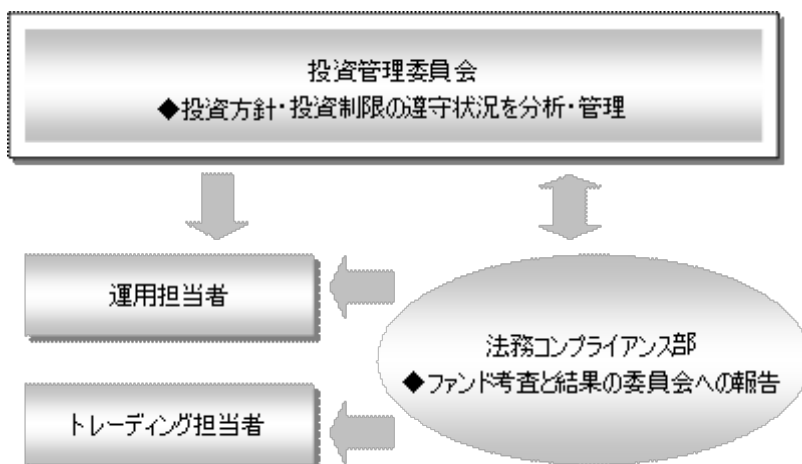 投資管理委員会
◆投資方針・投資制限の遵守状況を分析・管理
運用担当者
法務コンプライアンス部
◆ファンド考査と結果の委員会への報告
トレーディング担当者